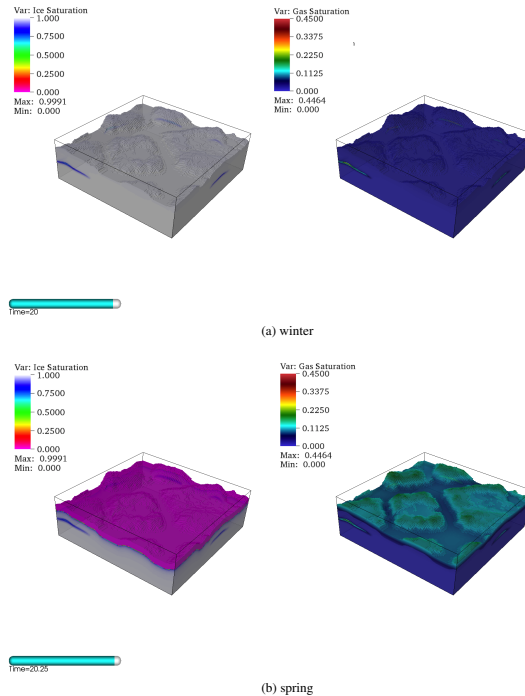 Var: Ice Saturation
1.000
0.7500
0.5000
0.2500
0.000
Max: 0.9991
Min: 0.000
Var: Gas Saturation
0.4500
0.3375
0.2250
0.1125
0.000
Max: 0.4464
Min: 0.000
Time=20
(a) winter
Var: Ice Saturation
1.000
0.7500
0.5000
0.2500
0.000
Max: 0.9991
Min: 0.000
Var: Gas Saturation
0.4500
0.3375
0.2250
0.1125
0.000
Max: 0.4464
Min: 0.000
Time=20.25
(b) spring